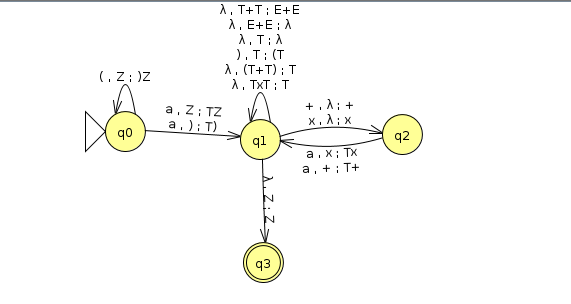 λ , T+T ; E+E
λ , E+E ; λ
λ , T ; λ
) , T ; (T
λ , (T+T) ; T
λ , TxT ; T
( , Z ; )Z
a , Z ; TZ
a , ) ; T)
+ , λ ; +
x , λ ; x
q0
q1
q2
a , x ; Tx
a , + ; T+
λ , Z ; Z
q3